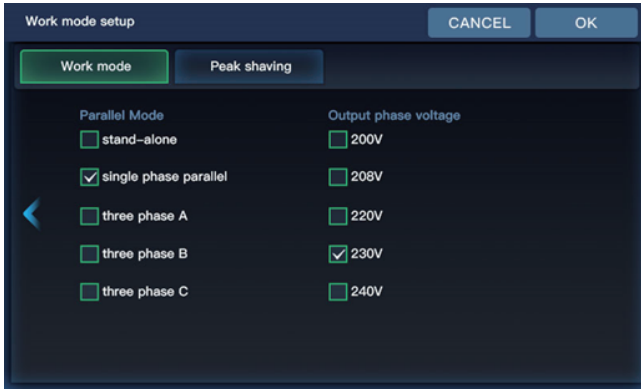 Work mode setup CANCEL OK
Work mode Peak shaving
Parallel Mode Output phase voltage
stand-alone 200V
single phase parallel 208V
three phase A 220V
three phase B 230V
three phase C 240V